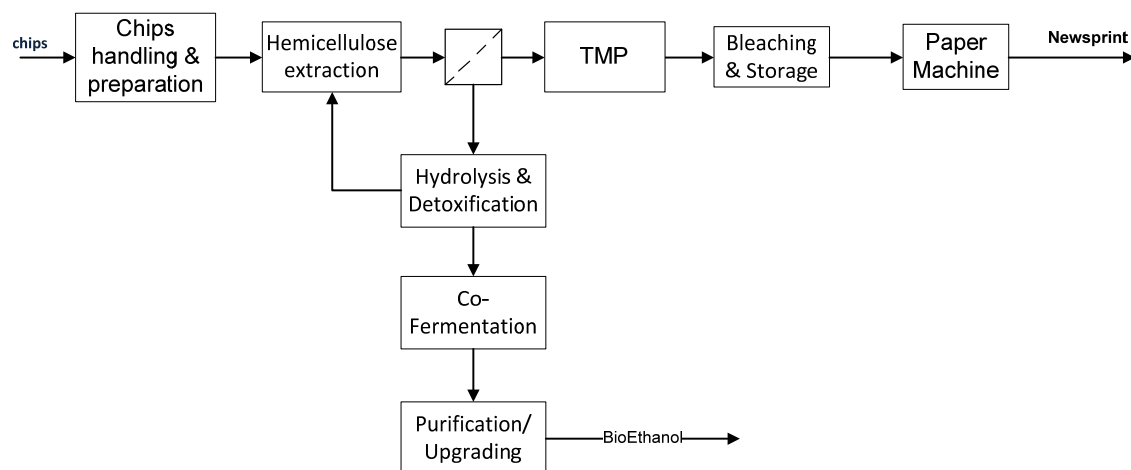 chips
Chips
handling &
preparation
Hemicellulose
extraction
TMP
Bleaching
& Storage
Paper
Machine
Newsprint
Hydrolysis &
Detoxification
Co-
Fermentation
Purification/
Upgrading
BioEthanol